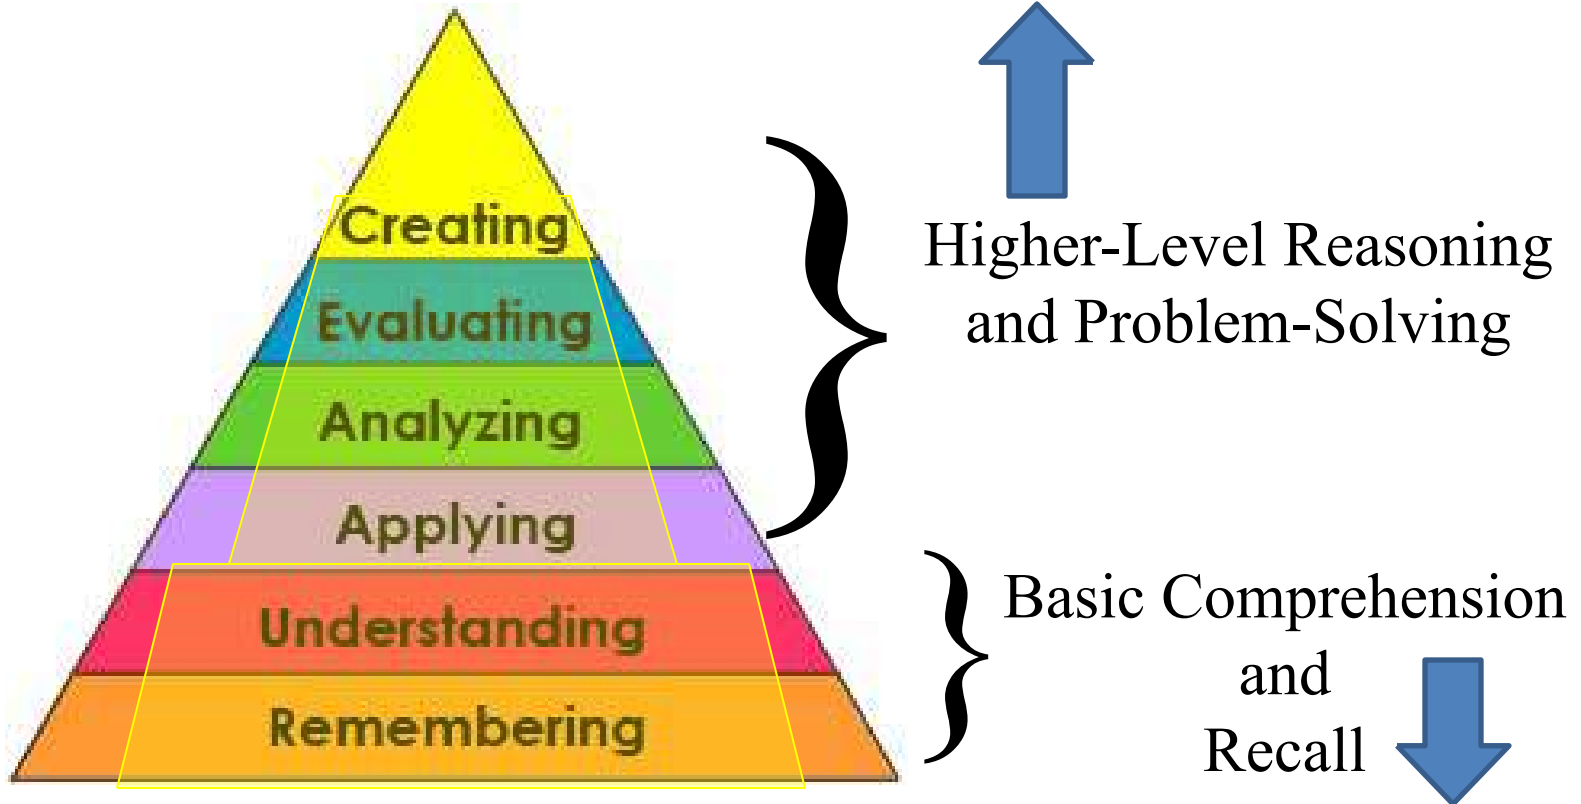 Creating
Evaluating
Analyzing
Applying
Understanding
Remembering
Higher-Level Reasoning
and Problem-Solving
Basic Comprehension
and
Recall